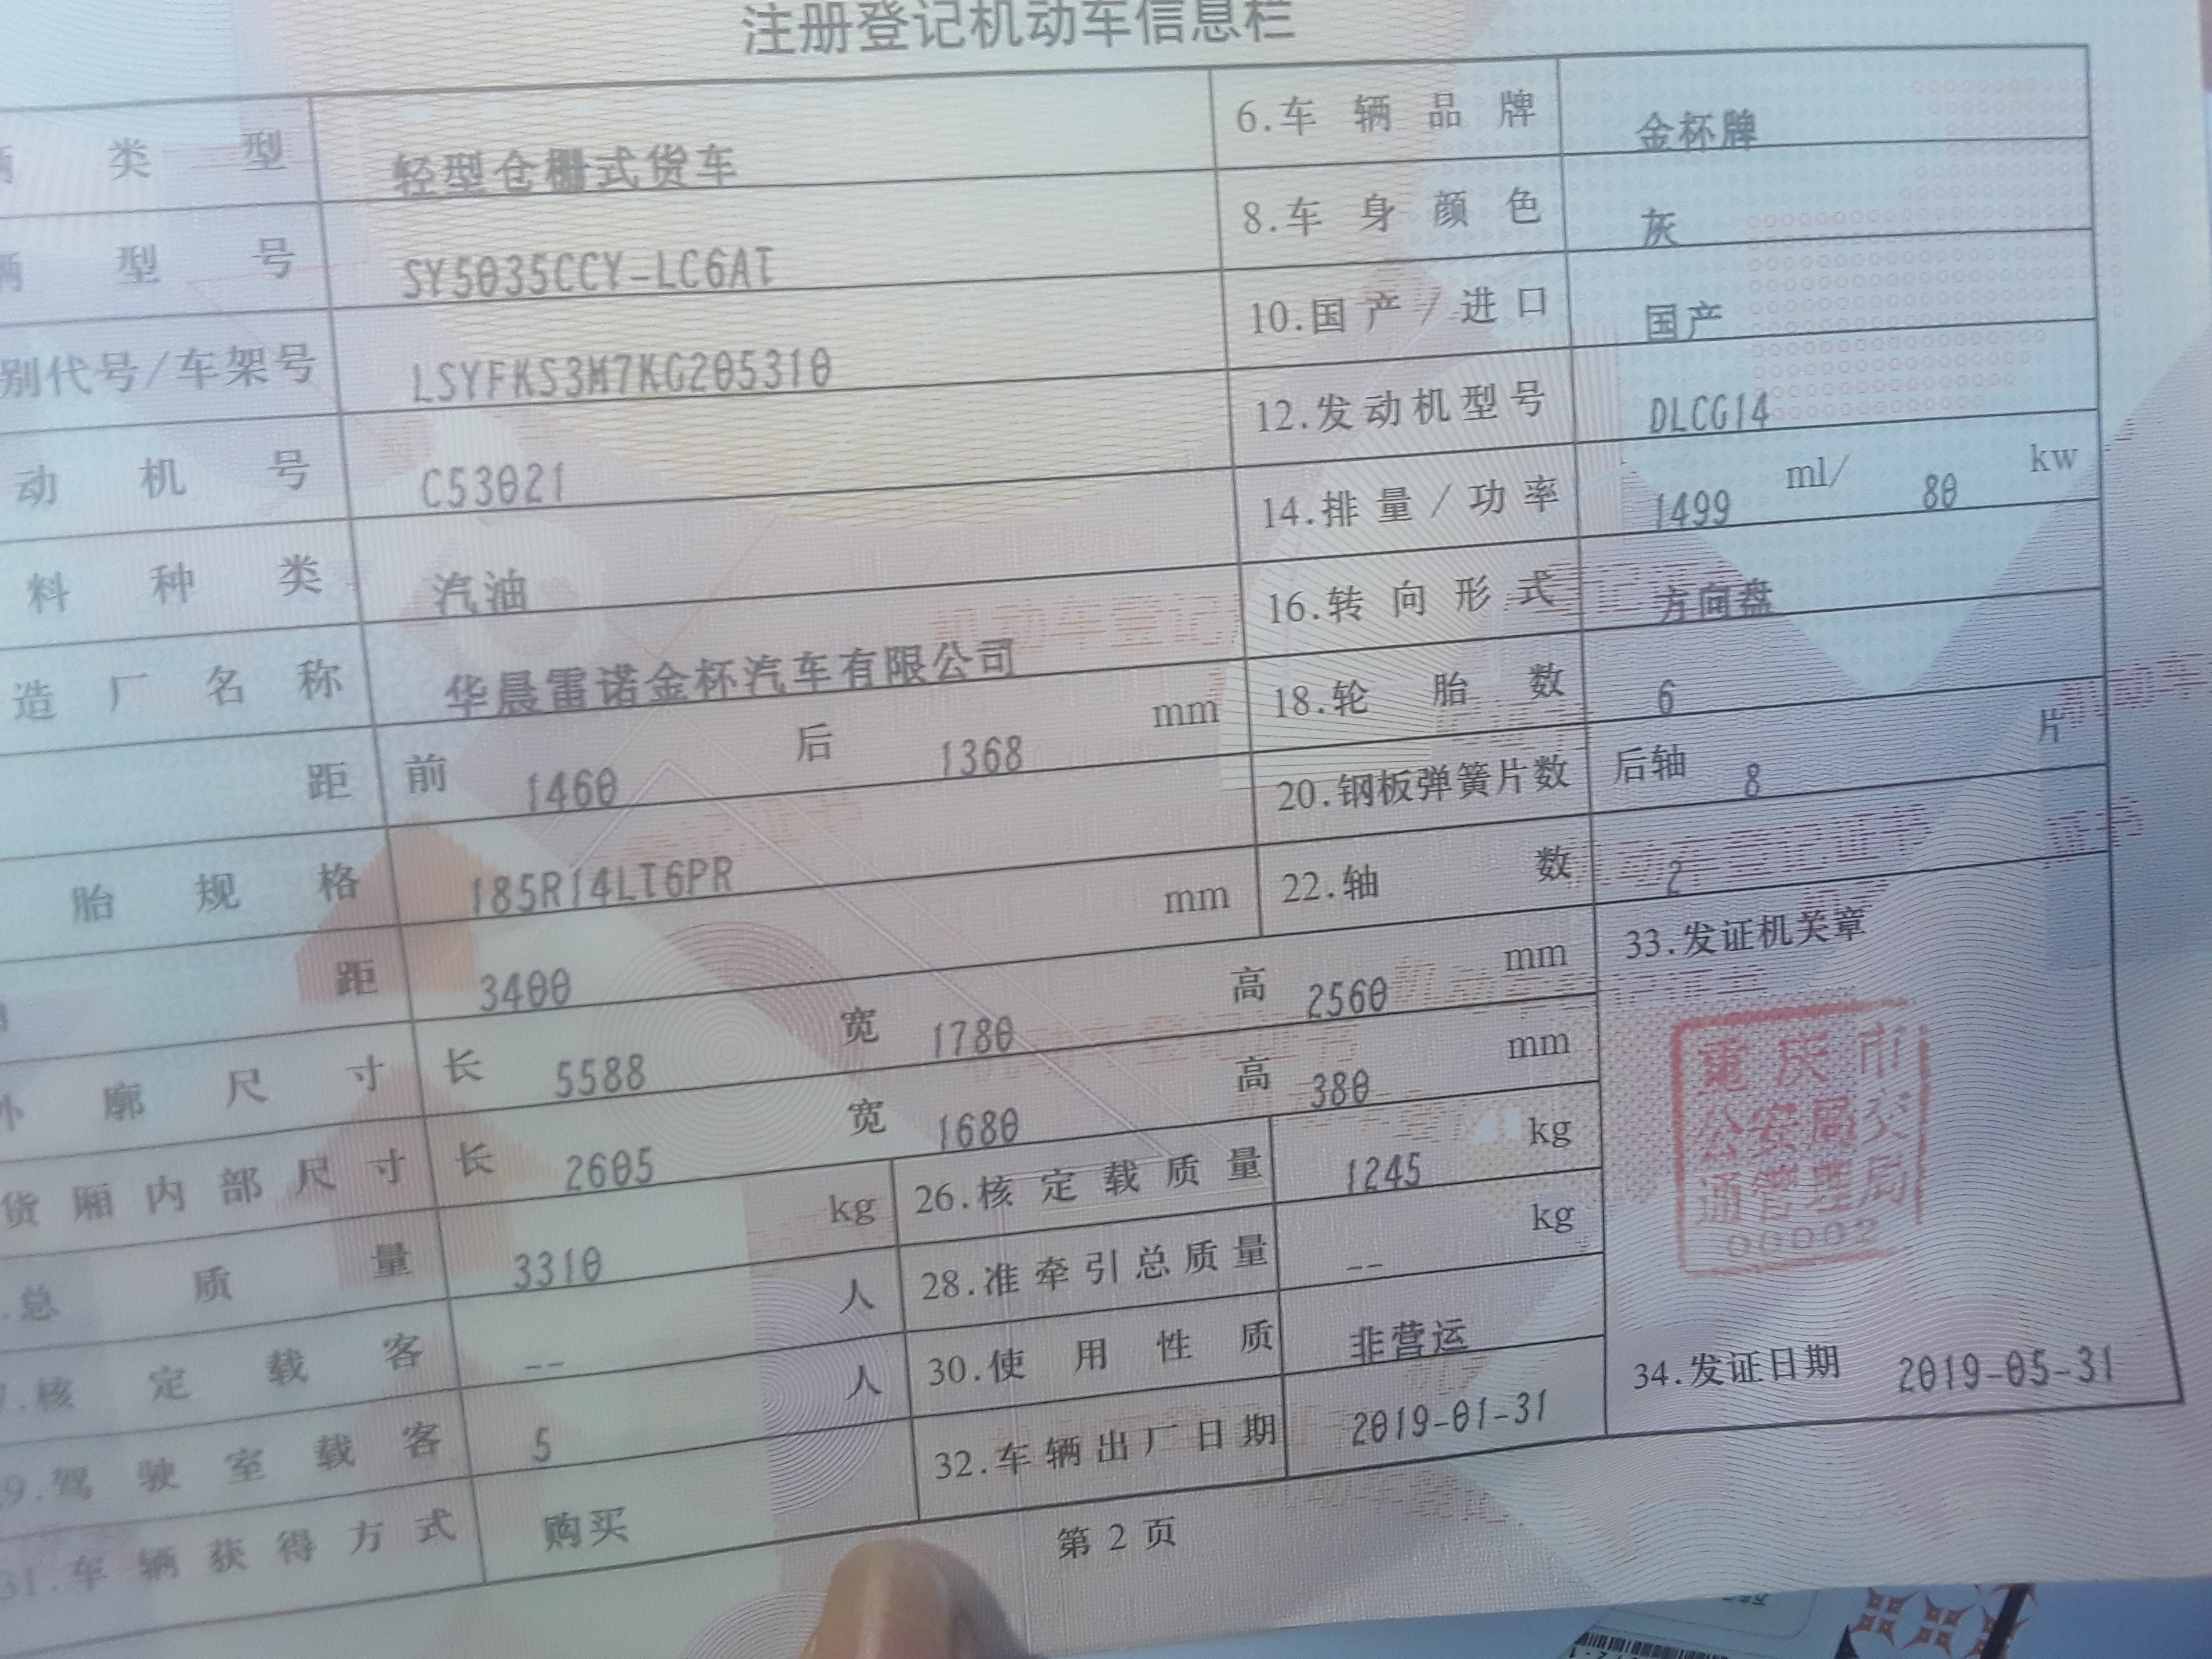 注册登记机动车信息栏
类型 轻型仓栅式货车 6.车辆品牌 金杯牌
型号 SY5035CCY-LC6AT 8.车身颜色 灰
别代号/车架号 LSYFKS3M7KG205310 10.国产/进口 国产
动机号 C53021 12.发动机型号 DLCG14
料种类 汽油 14.排量/功率 1499 ml/ 80 kw
造厂名称 华晨雷诺金杯汽车有限公司 16.转向形式 方向盘
距 前 1460 后 1368 mm 18.轮胎数 6
胎规格 185R14LT6PR 20.钢板弹簧片数 后轴 8 片
距 3400 mm 22.轴数 2
外廓尺寸 长 5588 宽 1780 高 2560 mm 33.发证机关章
货厢内部尺寸 长 2605 宽 1680 高 380 mm
总质量 3310 kg 26.核定载质量 1245 kg
核定载客 -- 人 28.准牵引总质量 -- kg
9.驾驶室载客 5 人 30.使用性质 非营运
31.车辆获得方式 购买 32.车辆出厂日期 2019-01-31
重庆市
公安局交
通管理局
00002
34.发证日期 2019-05-31
第 2 页